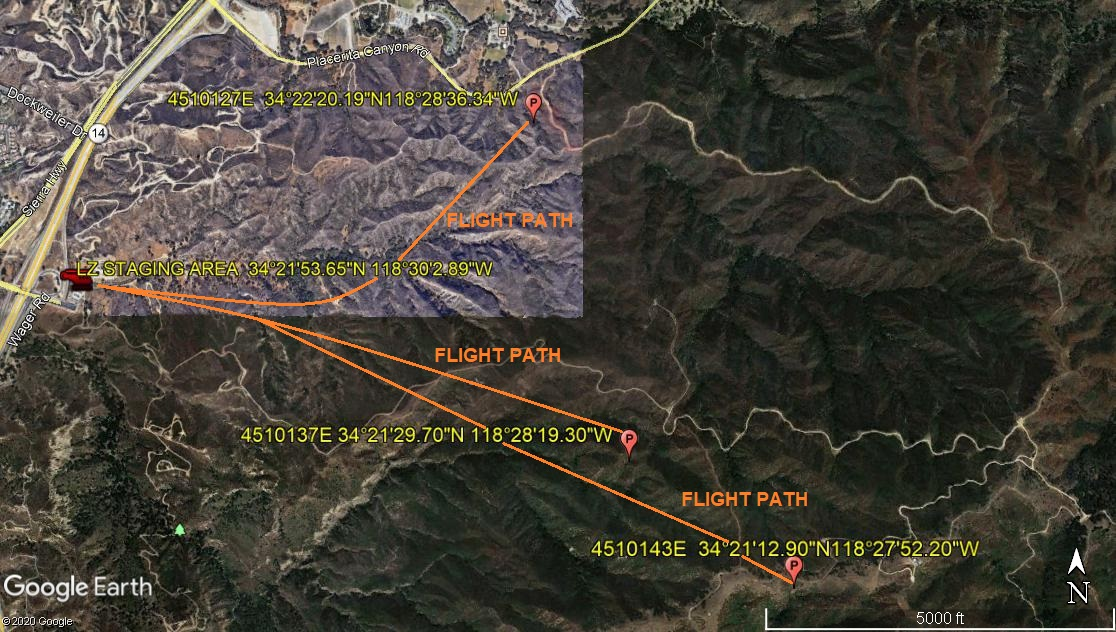 Placerita Canyon Rd
4510127E 34°22'20.19"N118°28'36.34"W
Dockweiler Dr
14
Sierra Hwy
FLIGHT PATH
LZ STAGING AREA 34°21'53.65"N 118°30'2.89"W
Wager Rd
FLIGHT PATH
4510137E 34°21'29.70"N 118°28'19.30"W
FLIGHT PATH
4510143E 34°21'12.90"N118°27'52.20"W
Google Earth
N
©2020 Google
5000 ft
P
P
P